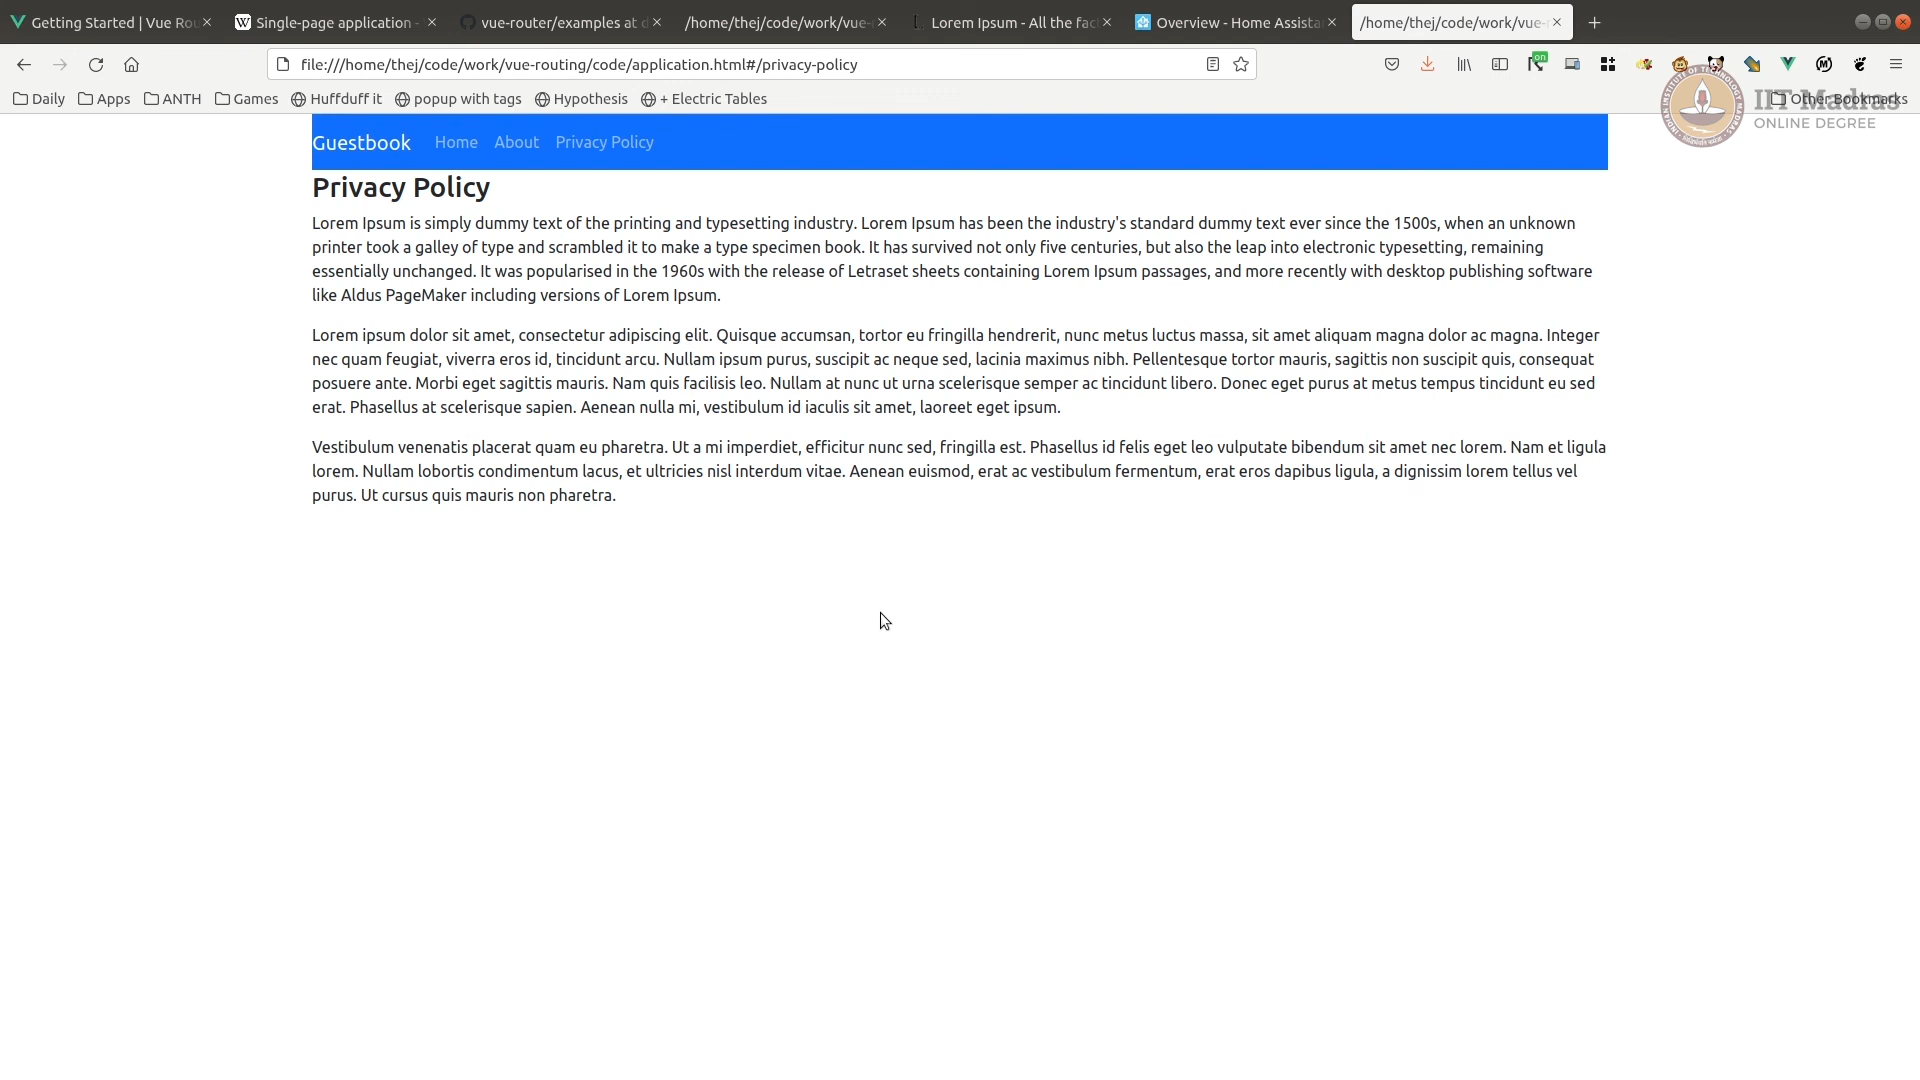 Getting Started | Vue Ro
Single-page application -
vue-router/examples at d
/home/thej/code/work/vue-
Lorem Ipsum - All the fac
Overview - Home Assista
/home/thej/code/work/vue-
file:///home/thej/code/work/vue-routing/code/application.html#/privacy-policy
on
Daily
Apps
ANTH
Games
Huffduff it
popup with tags
Hypothesis
+ Electric Tables
Other Bookmarks
IIT Madras
ONLINE DEGREE
Guestbook Home About Privacy Policy
Privacy Policy
Lorem Ipsum is simply dummy text of the printing and typesetting industry. Lorem Ipsum has been the industry's standard dummy text ever since the 1500s, when an unknown
printer took a galley of type and scrambled it to make a type specimen book. It has survived not only five centuries, but also the leap into electronic typesetting, remaining
essentially unchanged. It was popularised in the 1960s with the release of Letraset sheets containing Lorem Ipsum passages, and more recently with desktop publishing software
like Aldus PageMaker including versions of Lorem Ipsum.
Lorem ipsum dolor sit amet, consectetur adipiscing elit. Quisque accumsan, tortor eu fringilla hendrerit, nunc metus luctus massa, sit amet aliquam magna dolor ac magna. Integer
nec quam feugiat, viverra eros id, tincidunt arcu. Nullam ipsum purus, suscipit ac neque sed, lacinia maximus nibh. Pellentesque tortor mauris, sagittis non suscipit quis, consequat
posuere ante. Morbi eget sagittis mauris. Nam quis facilisis leo. Nullam at nunc ut urna scelerisque semper ac tincidunt libero. Donec eget purus at metus tempus tincidunt eu sed
erat. Phasellus at scelerisque sapien. Aenean nulla mi, vestibulum id iaculis sit amet, laoreet eget ipsum.
Vestibulum venenatis placerat quam eu pharetra. Ut a mi imperdiet, efficitur nunc sed, fringilla est. Phasellus id felis eget leo vulputate bibendum sit amet nec lorem. Nam et ligula
lorem. Nullam lobortis condimentum lacus, et ultricies nisl interdum vitae. Aenean euismod, erat ac vestibulum fermentum, erat eros dapibus ligula, a dignissim lorem tellus vel
purus. Ut cursus quis mauris non pharetra.